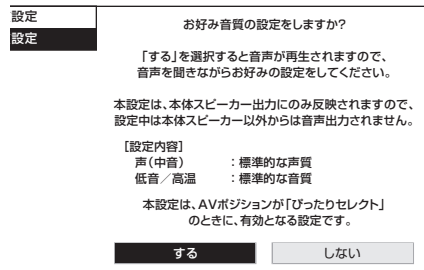 設定
設定
お好み音質の設定をしますか?
「する」を選択すると音声が再生されますので、
音声を聞きながらお好みの設定をしてください。
本設定は、本体スピーカー出力にのみ反映されますので、
設定中は本体スピーカー以外からは音声出力されません。
[設定内容]
声(中音) :標準的な声質
低音/高温 :標準的な音質
本設定は、AVポジションが「ぴったりセレクト」
のときに、有効となる設定です。
する しない